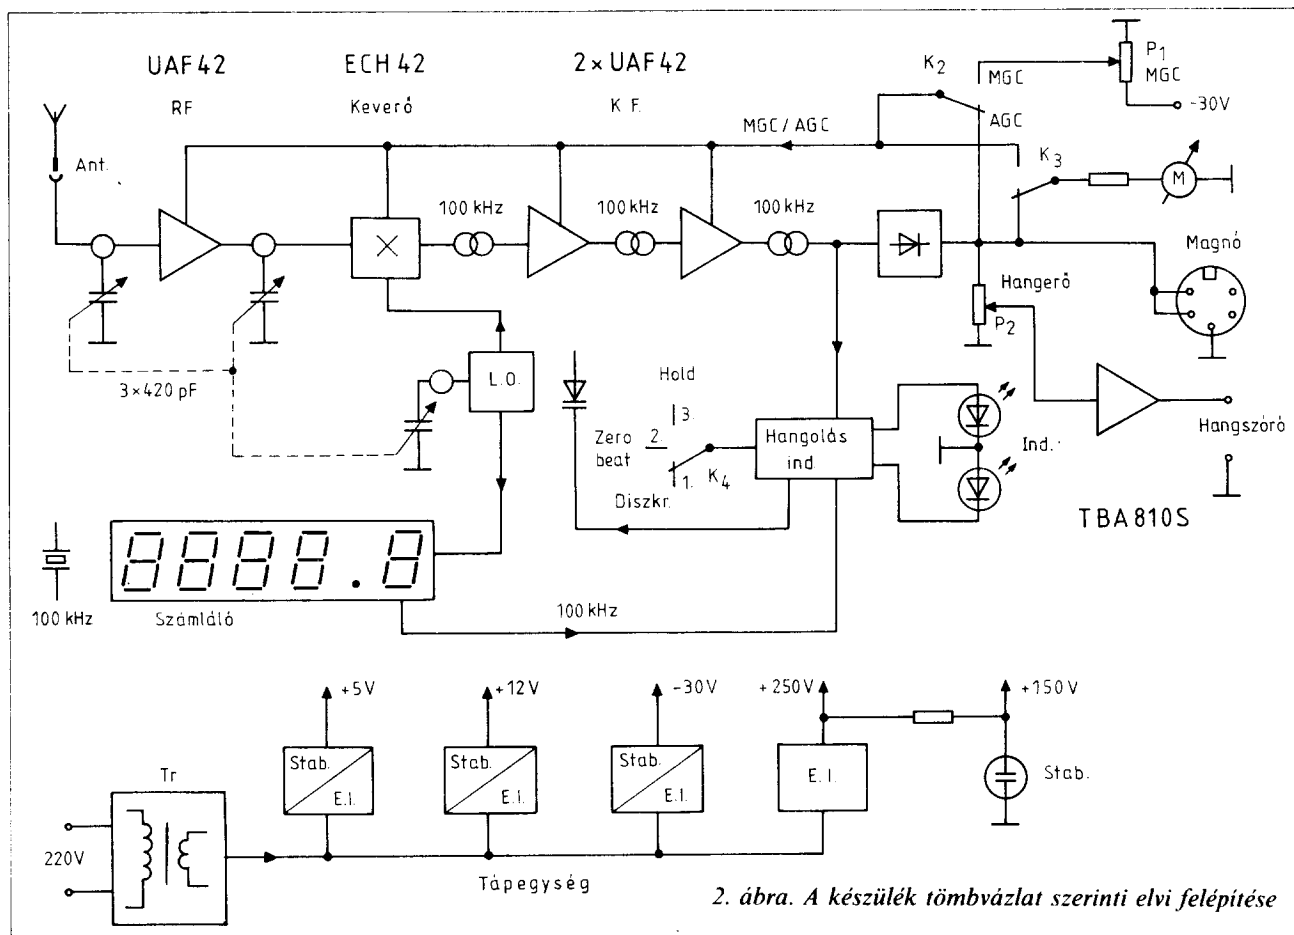 UAF42
RF
ECH42
Keverő
2×UAF42
K F.
K2
MGC
AGC
P1
MGC
-30V
Ant.
MGC/AGC
K3
M
100 kHz
100 kHz
100 kHz
Magnó
Hangerő
P2
3×420 pF
L.O.
Hold
3.
Zero
beat
2.
1.
K4
Diszkr.
Hangolás
ind.
Ind.
Hangszóró
TBA810S
8888.8
100 kHz
Számláló
100 kHz
+5V
+12V
-30V
+250V
+150V
Stab.
E.I.
Stab.
E.I.
Stab.
E.I.
E.I.
Stab.
Tr
220V
Tápegység
2. ábra. A készülék tömbvázlat szerinti elvi felépítése